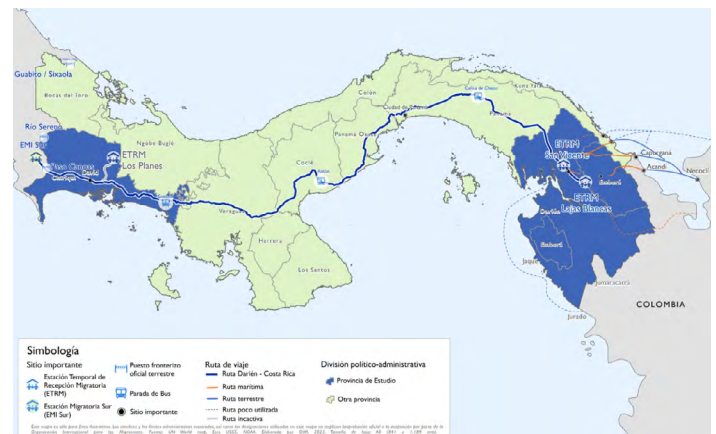 Guabito / Sixaola
Bocas del Toro
Río Sereno
EMI Sur
Paso Canoas
Ngäbe Buglé
ETRM
Los Planes
Veraguas
Herrera
Los Santos
Coclé
Colón
Ciudad de Panamá
Panamá Oeste
Panamá
Guna Yala
ETRM
San Vicente
ETRM
Lajas Blancas
Emberá
Darién
Emberá
Jaqué
Jurado
Capurganá
Acandí
Necoclí
COLOMBIA
Simbología
Sitio importante
Estación Temporal de
Recepción Migratoria
(ETRM)
Estación Migratoria Sur
(EMI Sur)
Puesto fronterizo
oficial terrestre
Parada de Bus
Sitio importante
Ruta de viaje
Ruta Darién - Costa Rica
Ruta marítima
Ruta terrestre
Ruta poco utilizada
Ruta incactiva
División político-administrativa
Provincia de Estudio
Otra provincia